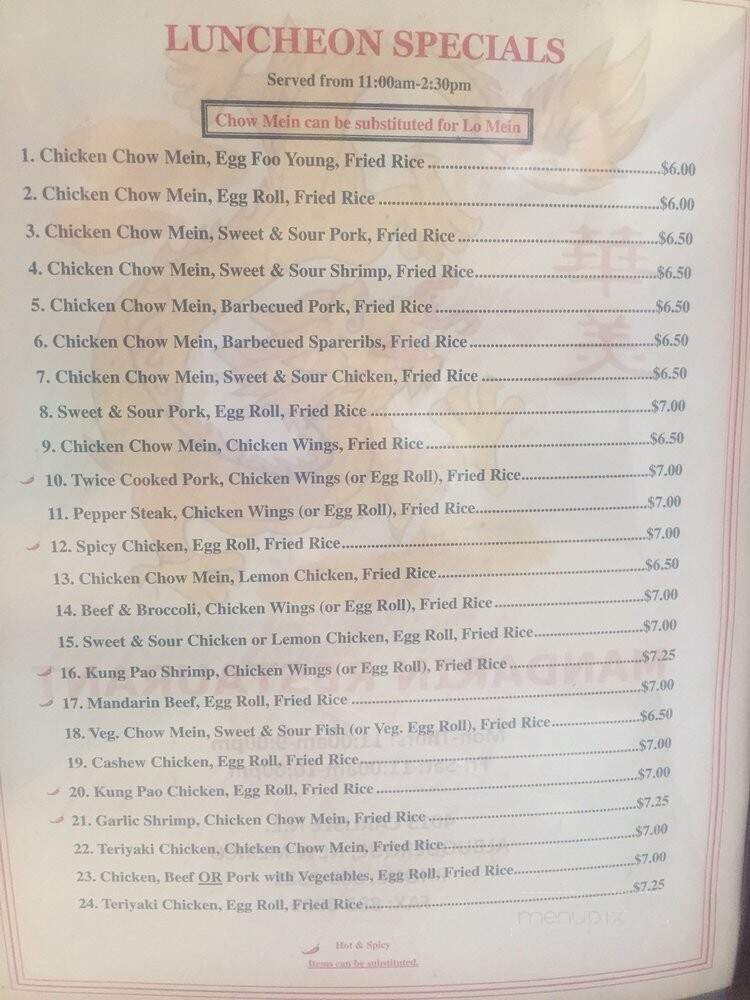 LUNCHEON SPECIALS
Served from 11:00am-2:30pm
Chow Mein can be substituted for Lo Mein
1. Chicken Chow Mein, Egg Foo Young, Fried Rice $6.00
2. Chicken Chow Mein, Egg Roll, Fried Rice $6.00
3. Chicken Chow Mein, Sweet & Sour Pork, Fried Rice $6.50
4. Chicken Chow Mein, Sweet & Sour Shrimp, Fried Rice $6.50
5. Chicken Chow Mein, Barbecued Pork, Fried Rice $6.50
6. Chicken Chow Mein, Barbecued Spareribs, Fried Rice $6.50
7. Chicken Chow Mein, Sweet & Sour Chicken, Fried Rice $6.50
8. Sweet & Sour Pork, Egg Roll, Fried Rice $7.00
9. Chicken Chow Mein, Chicken Wings, Fried Rice $6.50
10. Twice Cooked Pork, Chicken Wings (or Egg Roll), Fried Rice $7.00
11. Pepper Steak, Chicken Wings (or Egg Roll), Fried Rice $7.00
12. Spicy Chicken, Egg Roll, Fried Rice $7.00
13. Chicken Chow Mein, Lemon Chicken, Fried Rice $6.50
14. Beef & Broccoli, Chicken Wings (or Egg Roll), Fried Rice $7.00
15. Sweet & Sour Chicken or Lemon Chicken, Egg Roll, Fried Rice $7.00
16. Kung Pao Shrimp, Chicken Wings (or Egg Roll), Fried Rice $7.25
17. Mandarin Beef, Egg Roll, Fried Rice $7.00
18. Veg. Chow Mein, Sweet & Sour Fish (or Veg. Egg Roll), Fried Rice $6.50
19. Cashew Chicken, Egg Roll, Fried Rice $7.00
20. Kung Pao Chicken, Egg Roll, Fried Rice $7.00
21. Garlic Shrimp, Chicken Chow Mein, Fried Rice $7.25
22. Teriyaki Chicken, Chicken Chow Mein, Fried Rice $7.00
23. Chicken, Beef OR Pork with Vegetables, Egg Roll, Fried Rice $7.00
24. Teriyaki Chicken, Egg Roll, Fried Rice $7.25
menupix
Hot & Spicy
Items can be substituted.